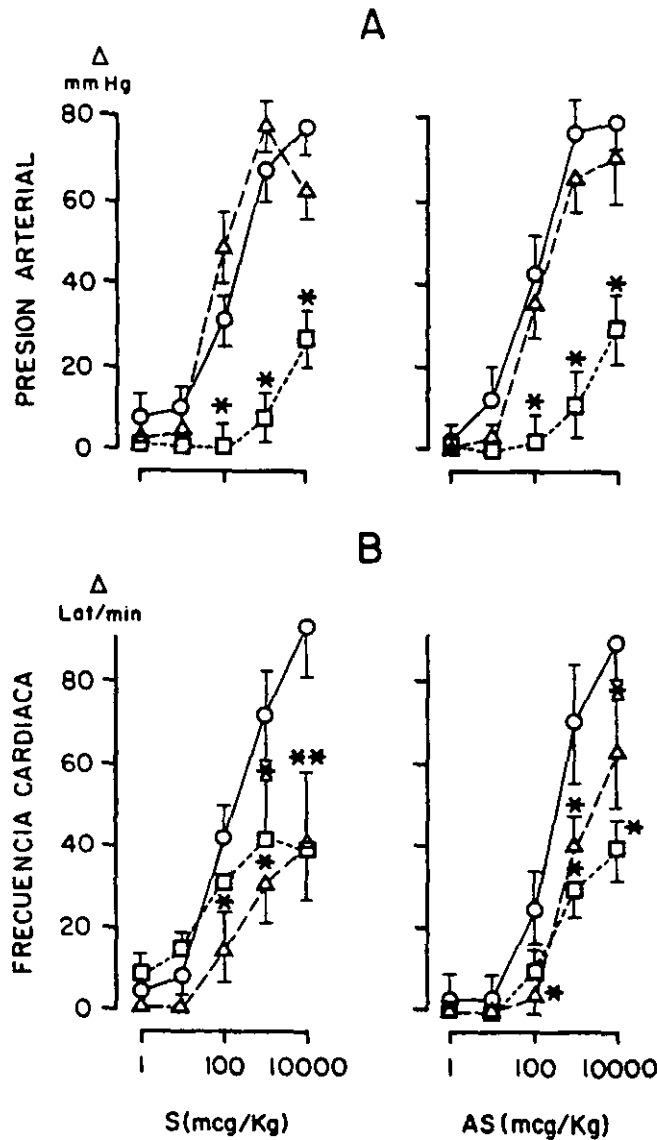 A
Δ
mm Hg
80
60
40
20
0
PRESION ARTERIAL
* * *
* * *
B
Δ
Lat/min
80
60
40
20
0
FRECUENCIA CARDIACA
* * * * *
* * * * *
1 100 10000
1 100 10000
S(mcg/Kg)
AS(mcg/Kg)